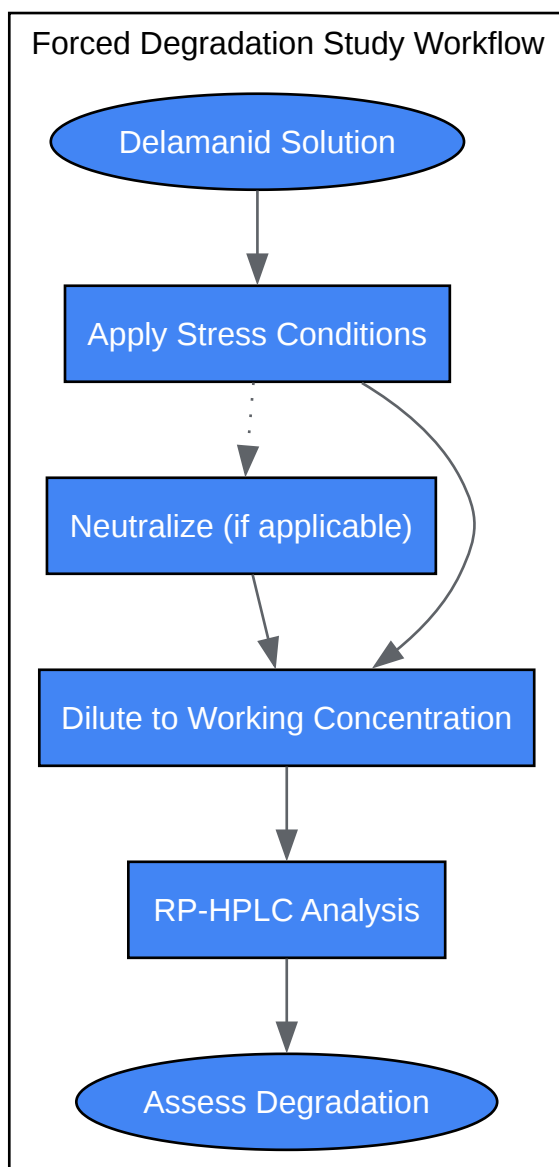 Forced Degradation Study Workflow
Delamanid Solution
Apply Stress Conditions
Neutralize (if applicable)
Dilute to Working Concentration
RP-HPLC Analysis
Assess Degradation